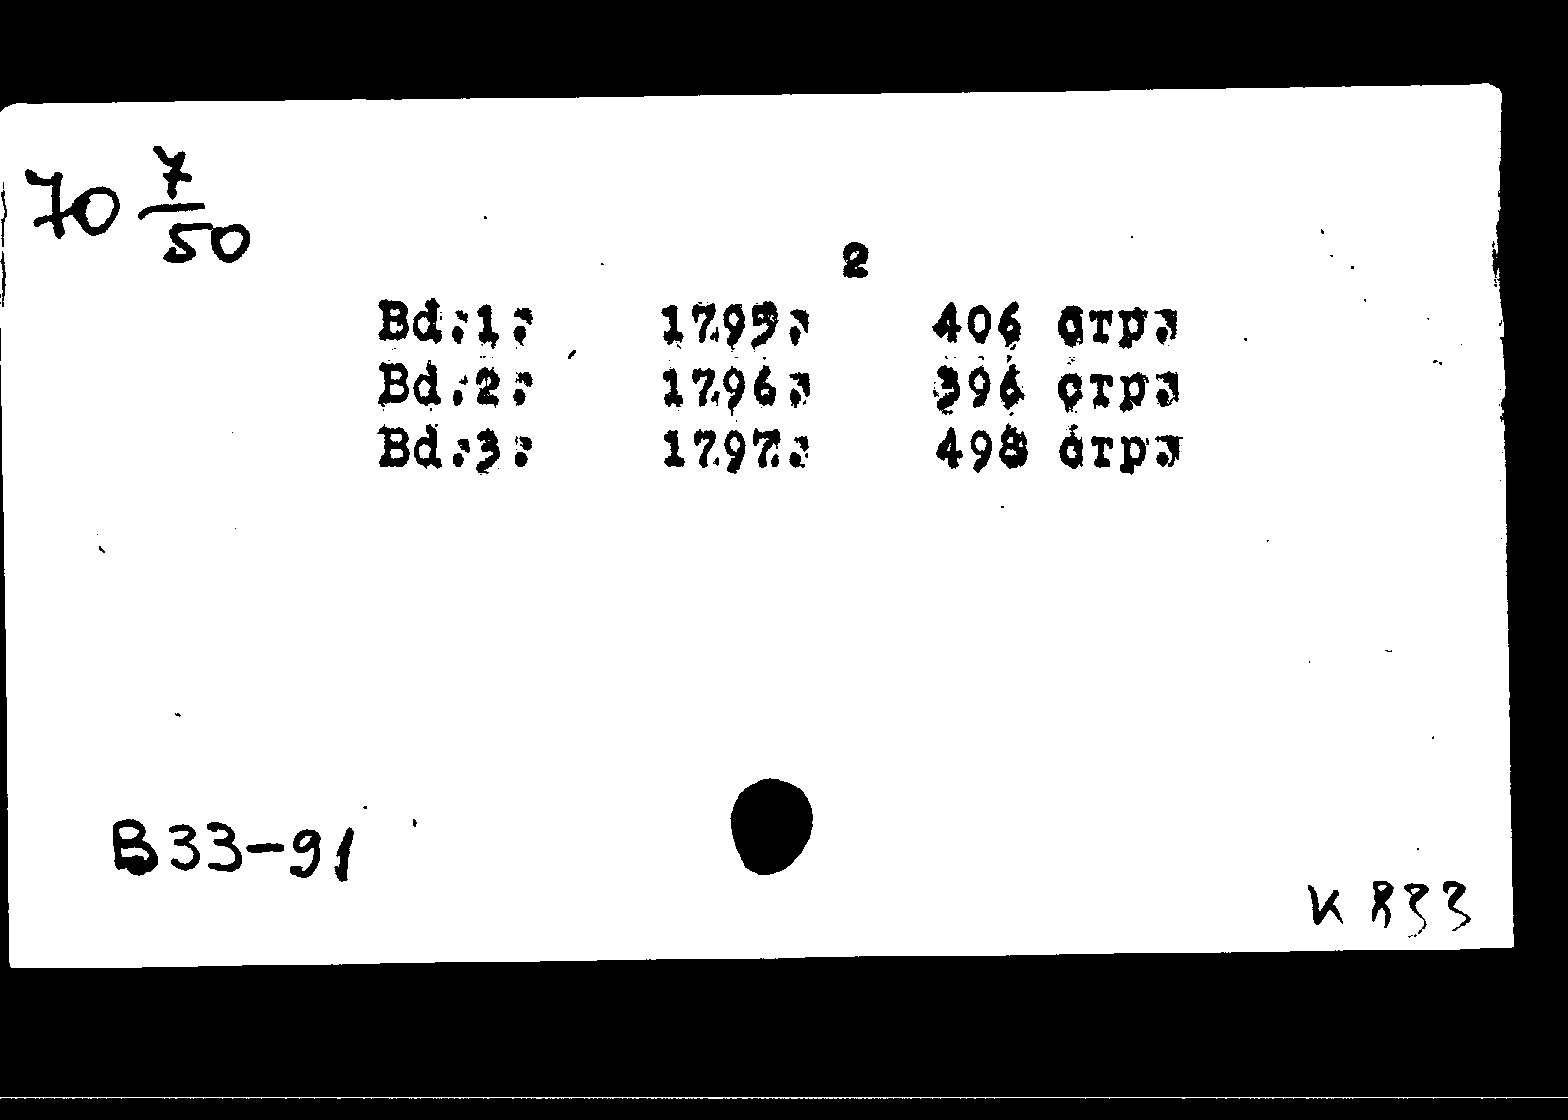 70 7/50
2
Bd.1. 1795. 406 стр.
Bd.2. 1796. 396 стр.
Bd.3. 1797. 498 стр.
В33-91
К 833